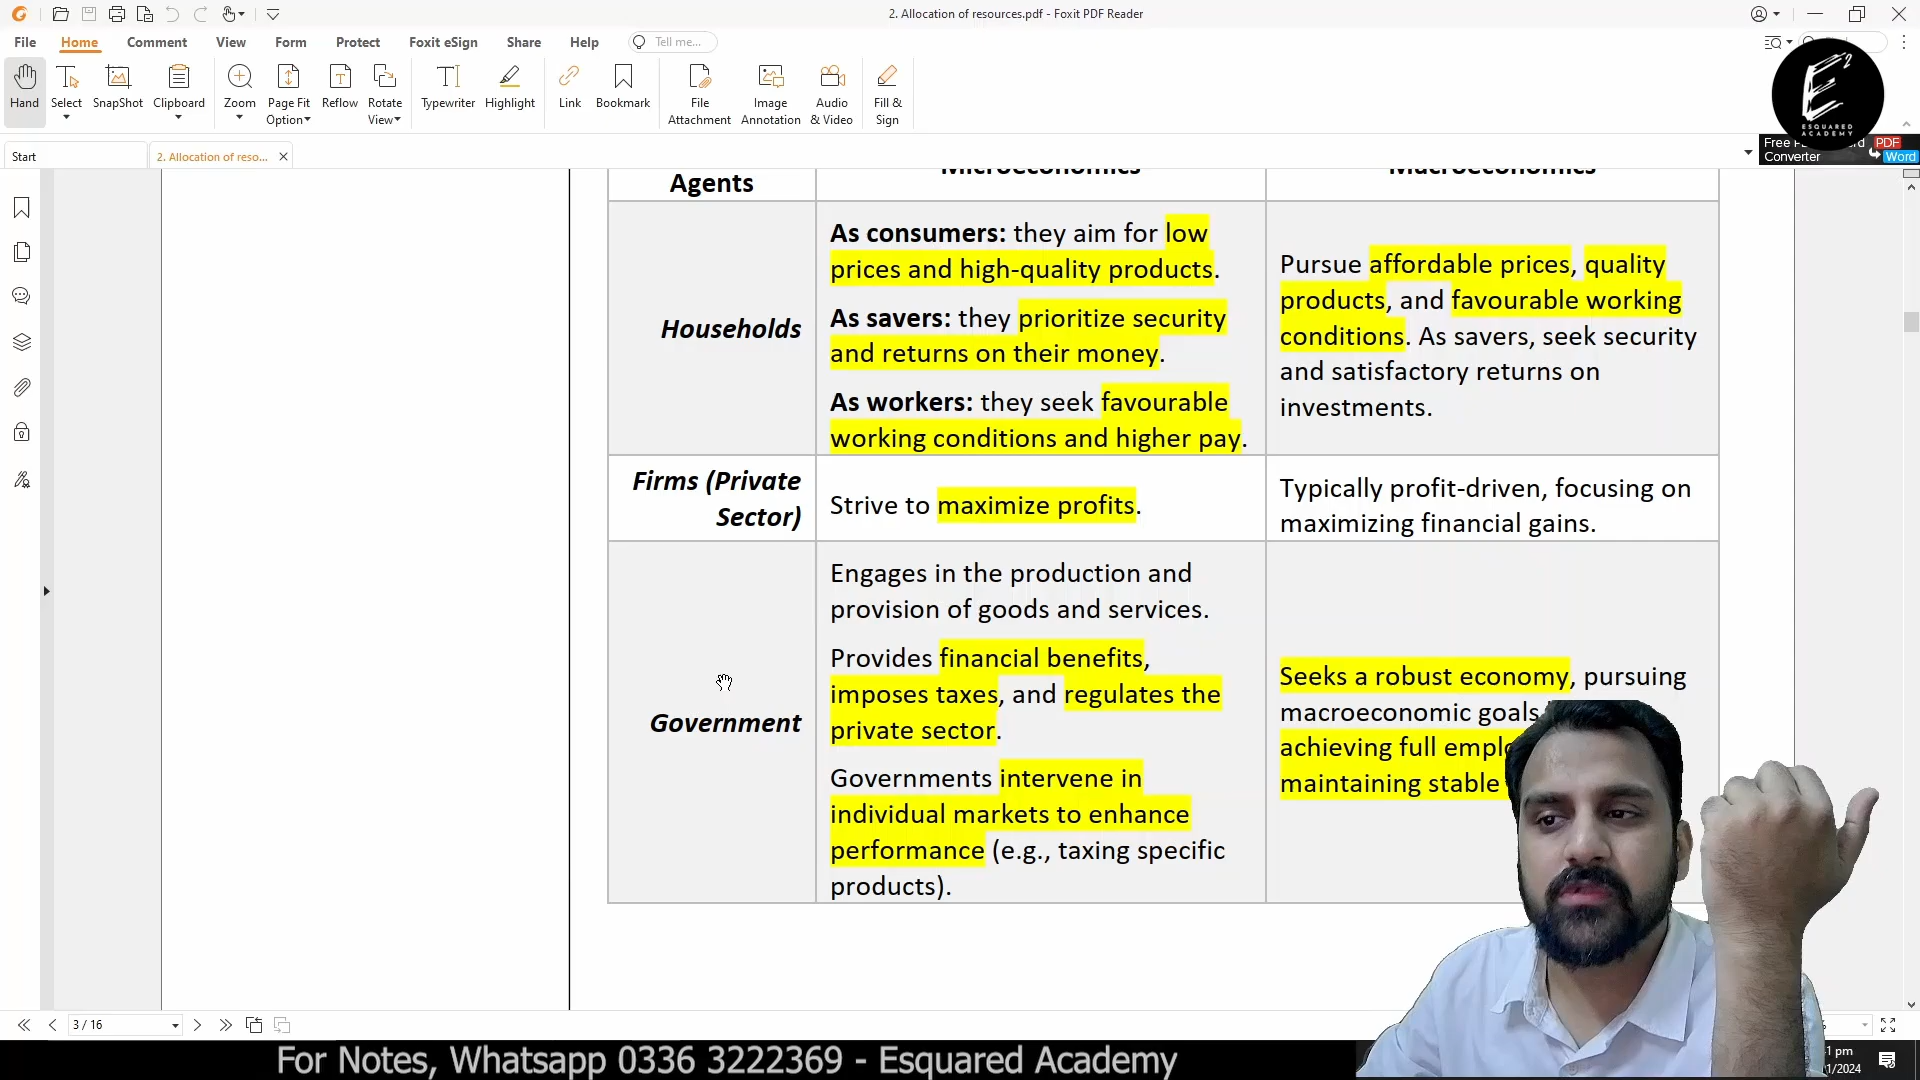 2. Allocation of resources.pdf - Foxit PDF Reader
File Home Comment View Form Protect Foxit eSign Share Help Tell me...
Hand Select SnapShot Clipboard Zoom Page Fit Option Reflow Rotate View Typewriter Highlight Link Bookmark File Attachment Image Annotation Audio & Video Fill & Sign
E²
ESQUARED
ACADEMY
Start 2. Allocation of reso...
PDF
Converter Word
Agents Microeconomics Macroeconomics
Households
As consumers: they aim for low
prices and high-quality products.
As savers: they prioritize security
and returns on their money.
As workers: they seek favourable
working conditions and higher pay.
Pursue affordable prices, quality
products, and favourable working
conditions. As savers, seek security
and satisfactory returns on
investments.
Firms (Private
Sector)
Strive to maximize profits.
Typically profit-driven, focusing on
maximizing financial gains.
Government
Engages in the production and
provision of goods and services.
Provides financial benefits,
imposes taxes, and regulates the
private sector.
Governments intervene in
individual markets to enhance
performance (e.g., taxing specific
products).
Seeks a robust economy, pursuing
macroeconomic goals
achieving full
maintaining stable
3 / 16
For Notes, Whatsapp 0336 3222369 - Esquared Academy
pm
/2024